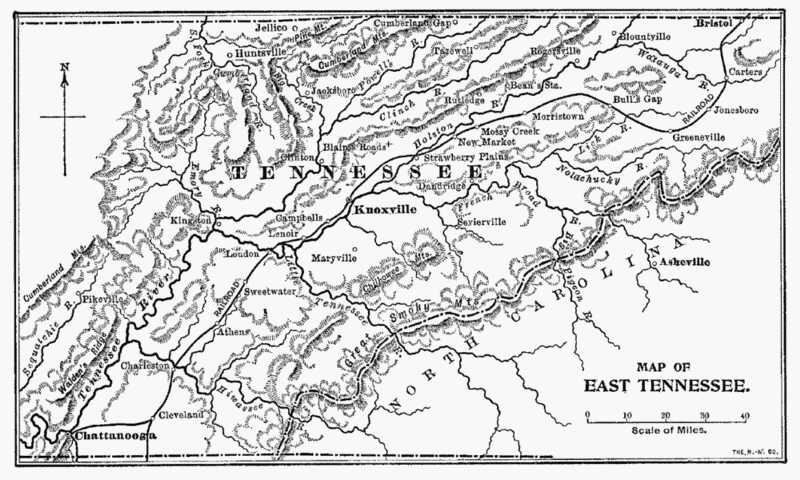 Jellico
Pine Mt.
Cumberland Gap
Bristol
S. Fork
Huntsville
Cumberland Mts.
Tazewell
Rogersville
Blountville
Watauga R.
Powells R.
Carters
Jacksboro
Creek
Clinch R.
Rutledge
Bean's Sta.
Bull's Gap
RAILROAD
Jonesboro
Holston R.
Morristown
Mossy Creek
New Market
Lick R.
Greeneville
Blains Roads
Clinton
Strawberry Plains
TENNESSEE
Emory R.
Dandridge
Nolachucky R.
French Broad
Kingston
Campbells
Knoxville
Sevierville
Lenoir
Big Pigeon R.
Asheville
Loudon
Maryville
Chilhowee Mts.
Cumberland Mts.
Little Tennessee R.
Sweetwater
RAILROAD
Pikeville
Sequatchie R.
Tennessee River
Walden's Ridge
Athens
Great Smoky Mts.
NORTH CAROLINA
Charleston
Hiwassee
Cleveland
Chattanooga
N
MAP OF
EAST TENNESSEE.
0 10 20 30 40
Scale of Miles.
THE M.-N. CO.